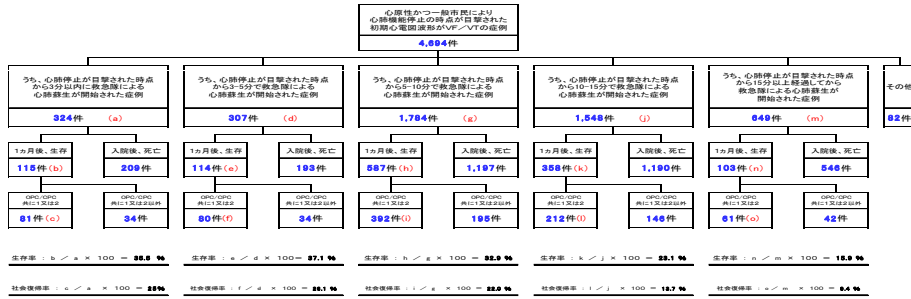 心原性かつ一般市民により
心肺機能停止の時点が目撃された
初期心電図波形がVF／VTの症例
4,694件
うち、心肺停止が目撃された時点
から3分以内に救急隊による
心肺蘇生が開始された症例
324件 (a)
うち、心肺停止が目撃された時点
から3-5分で救急隊による
心肺蘇生が開始された症例
307件 (d)
うち、心肺停止が目撃された時点
から5-10分で救急隊による
心肺蘇生が開始された症例
1,784件 (g)
うち、心肺停止が目撃された時点
から10-15分で救急隊による
心肺蘇生が開始された症例
1,548件 (j)
うち、心肺停止が目撃された時点
から15分以上経過してから
救急隊による心肺蘇生が
開始された症例
649件 (m)
その他
82件
1ヵ月後、生存
115件(b)
入院後、死亡
209件
1ヵ月後、生存
114件(e)
入院後、死亡
193件
1ヵ月後、生存
587件(h)
入院後、死亡
1,197件
1ヵ月後、生存
358件(k)
入院後、死亡
1,190件
1ヵ月後、生存
103件(n)
入院後、死亡
546件
OPC/CPC
共に1又は2
81件(c)
OPC/CPC
共に1又は2以外
34件
OPC/CPC
共に1又は2
80件(f)
OPC/CPC
共に1又は2以外
34件
OPC/CPC
共に1又は2
392件(i)
OPC/CPC
共に1又は2以外
195件
OPC/CPC
共に1又は2
212件(l)
OPC/CPC
共に1又は2以外
146件
OPC/CPC
共に1又は2
61件(o)
OPC/CPC
共に1又は2以外
42件
生存率：b／a × 100 = 35.5 %
生存率：e／d × 100 = 37.1 %
生存率：h／g × 100 = 32.9 %
生存率：k／j × 100 = 23.1 %
生存率：n／m × 100 = 15.9 %
社会復帰率：c／a × 100 = 25%
社会復帰率：f／d × 100 = 26.1 %
社会復帰率：i／g × 100 = 22.0 %
社会復帰率：l／j × 100 = 13.7 %
社会復帰率：o／m × 100 = 9.4 %